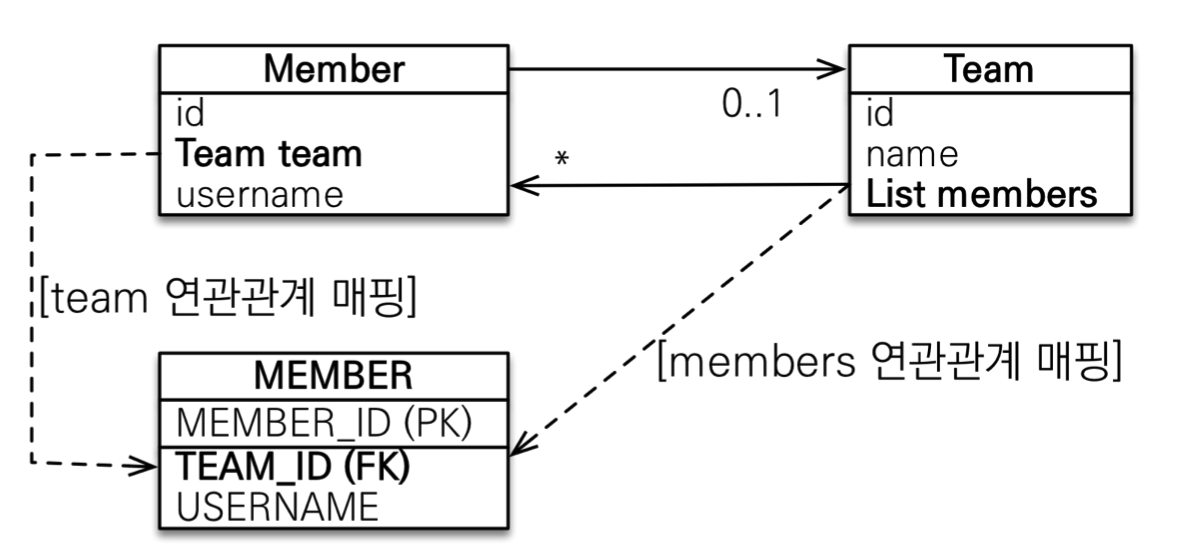 Member
id
Team team
username
0..1
*
Team
id
name
List members
[team 연관관계 매핑]
[members 연관관계 매핑]
MEMBER
MEMBER_ID (PK)
TEAM_ID (FK)
USERNAME